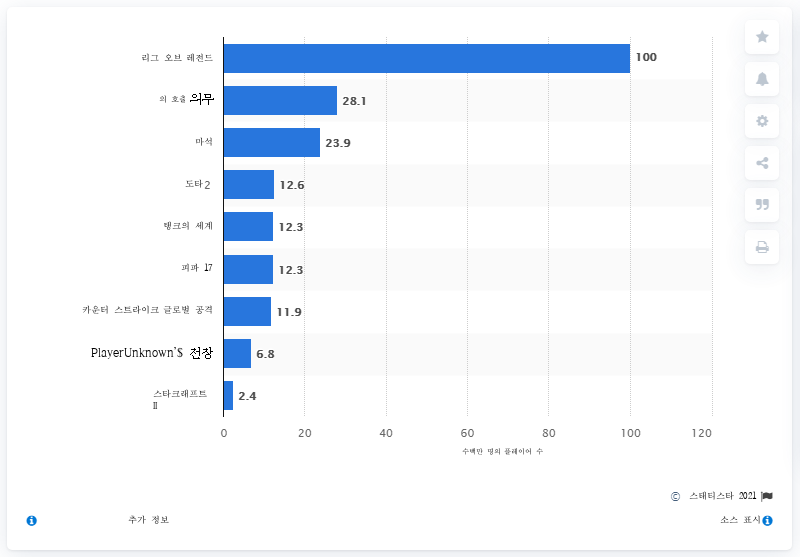 리그 오브 레전드
100
의 호출 의무
28.1
마석
23.9
도타 2
12.6
탱크의 세계
12.3
피파 17
12.3
카운터 스트라이크 글로벌 공격
11.9
PlayerUnknown'S 전장
6.8
스타크래프트
II
2.4
0 20 40 60 80 100 120
수백만 명의 플레이어 수
© 스태티스타 2021
추가 정보
소스 표시